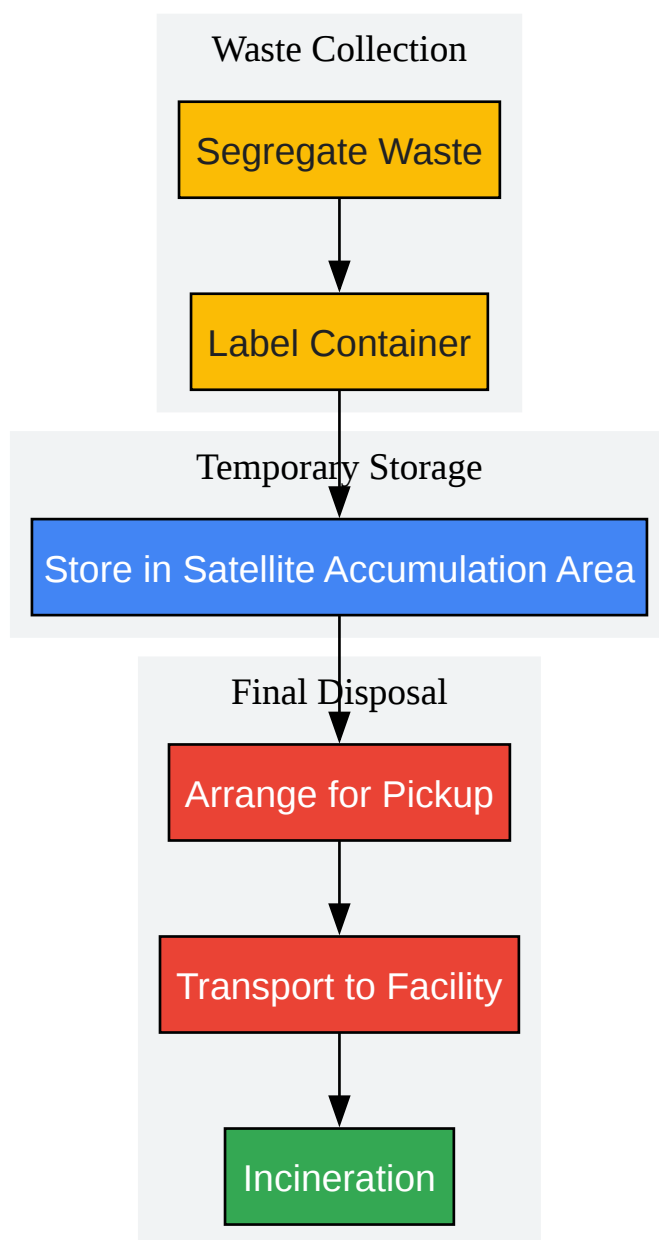 Waste Collection
Segregate Waste
Label Container
Temporary Storage
Store in Satellite Accumulation Area
Final Disposal
Arrange for Pickup
Transport to Facility
Incineration